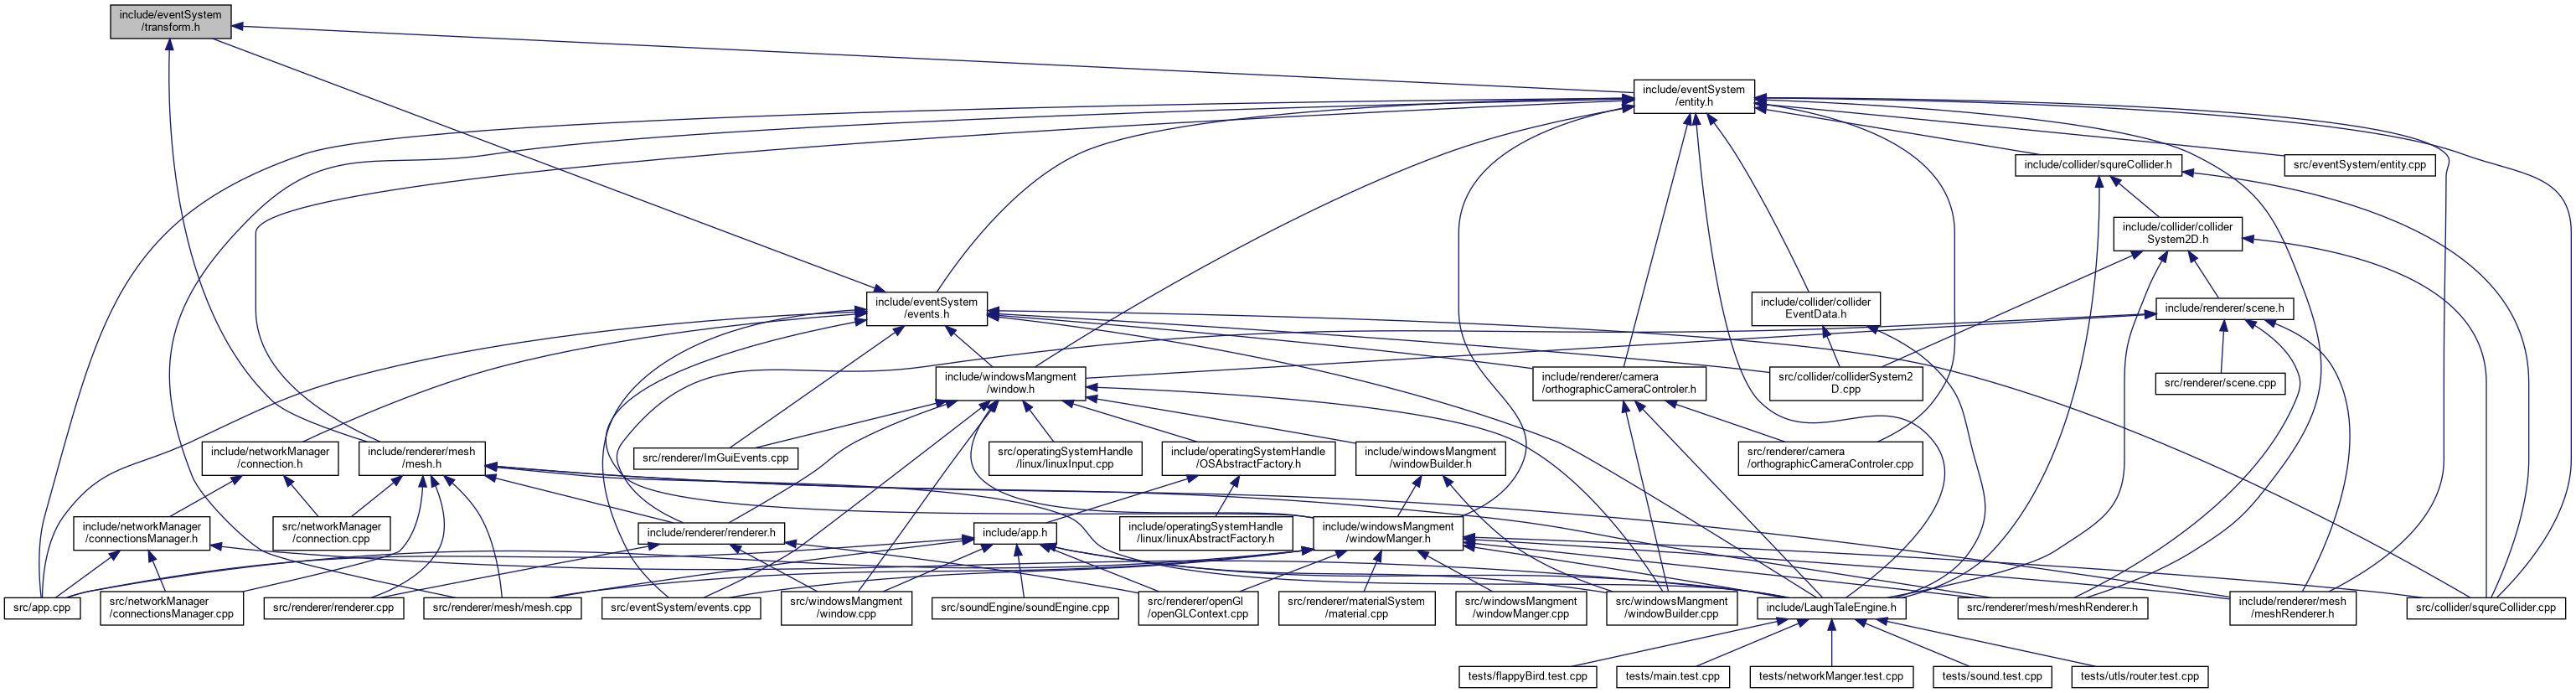 include/eventSystem
/transform.h
include/eventSystem
/entity.h
include/collider/squreCollider.h
src/eventSystem/entity.cpp
include/collider/collider
System2D.h
include/eventSystem
/events.h
include/collider/collider
EventData.h
include/renderer/scene.h
include/windowsMangment
/window.h
include/renderer/camera
/orthographicCameraControler.h
src/collider/colliderSystem2
D.cpp
src/renderer/scene.cpp
include/networkManager
/connection.h
include/renderer/mesh
/mesh.h
src/renderer/ImGuiEvents.cpp
src/operatingSystemHandle
/linux/linuxInput.cpp
include/operatingSystemHandle
/OSAbstractFactory.h
include/windowsMangment
/windowBuilder.h
src/renderer/camera
/orthographicCameraControler.cpp
include/networkManager
/connectionsManager.h
src/networkManager
/connection.cpp
include/renderer/renderer.h
include/app.h
include/operatingSystemHandle
/linux/linuxAbstractFactory.h
include/windowsMangment
/windowManger.h
src/app.cpp
src/networkManager
/connectionsManager.cpp
src/renderer/renderer.cpp
src/renderer/mesh/mesh.cpp
src/eventSystem/events.cpp
src/windowsMangment
/window.cpp
src/soundEngine/soundEngine.cpp
src/renderer/openGl
/openGLContext.cpp
src/renderer/materialSystem
/material.cpp
src/windowsMangment
/windowManger.cpp
src/windowsMangment
/windowBuilder.cpp
include/LaughTaleEngine.h
src/renderer/mesh/meshRenderer.h
include/renderer/mesh
/meshRenderer.h
src/collider/squreCollider.cpp
tests/flappyBird.test.cpp
tests/main.test.cpp
tests/networkManger.test.cpp
tests/sound.test.cpp
tests/utls/router.test.cpp